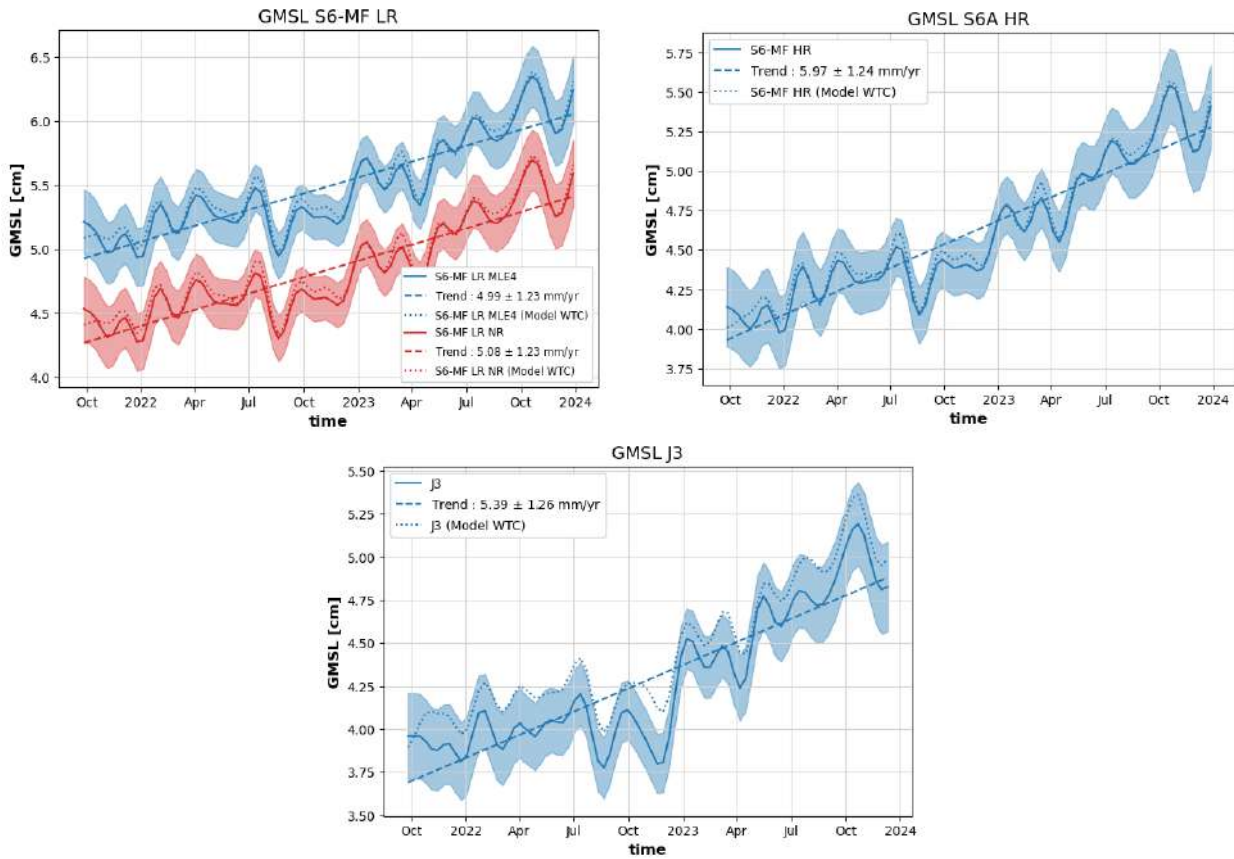 GMSL S6-MF LR
GMSL [cm]
6.5
6.0
5.5
5.0
4.5
4.0
S6-MF LR MLE4
Trend : 4.99 ± 1.23 mm/yr
S6-MF LR MLE4 (Model WTC)
S6-MF LR NR
Trend : 5.08 ± 1.23 mm/yr
S6-MF LR NR (Model WTC)
Oct 2022 Apr Jul Oct 2023 Apr Jul Oct 2024
time
GMSL S6A HR
GMSL [cm]
5.75
5.50
5.25
5.00
4.75
4.50
4.25
4.00
3.75
S6-MF HR
Trend : 5.97 ± 1.24 mm/yr
S6-MF HR (Model WTC)
Oct 2022 Apr Jul Oct 2023 Apr Jul Oct 2024
time
GMSL J3
GMSL [cm]
5.50
5.25
5.00
4.75
4.50
4.25
4.00
3.75
3.50
J3
Trend : 5.39 ± 1.26 mm/yr
J3 (Model WTC)
Oct 2022 Apr Jul Oct 2023 Apr Jul Oct 2024
time